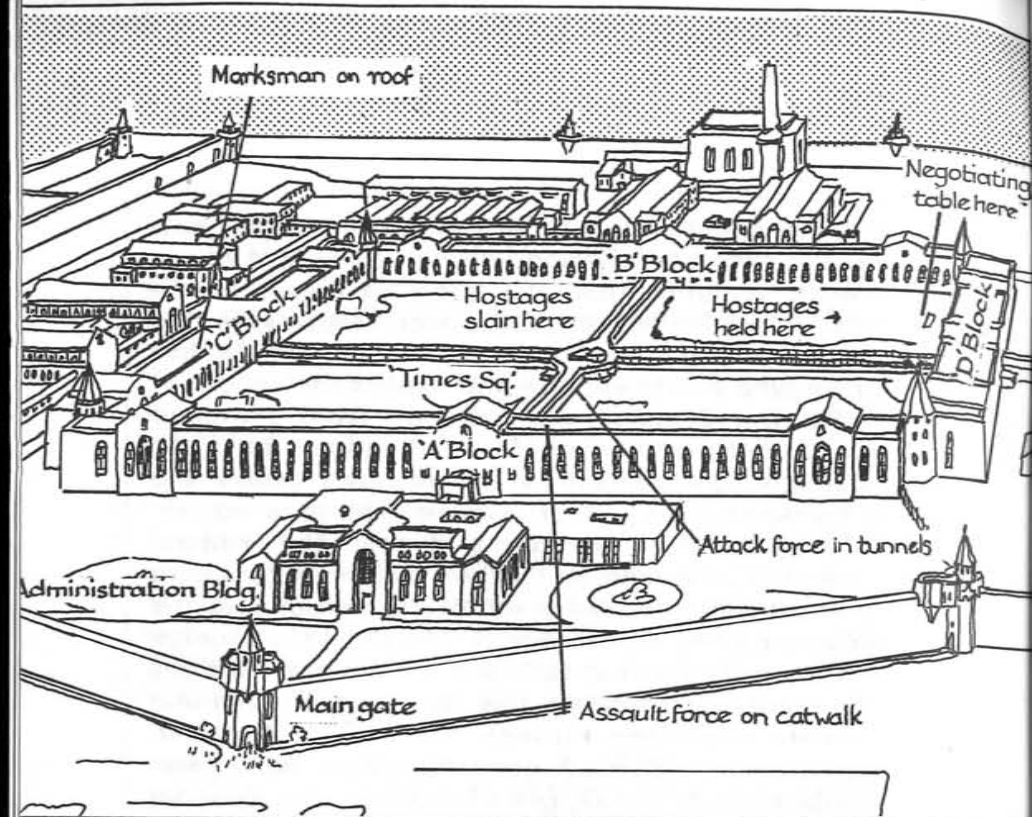 Marksman on roof
Negotiating
table here
'B' Block
Hostages
slain here
Hostages
held here
'C' Block
'D' Block
'Times Sq.'
'A' Block
Attack force in tunnels
Administration Bldg.
Main gate
Assault force on catwalk